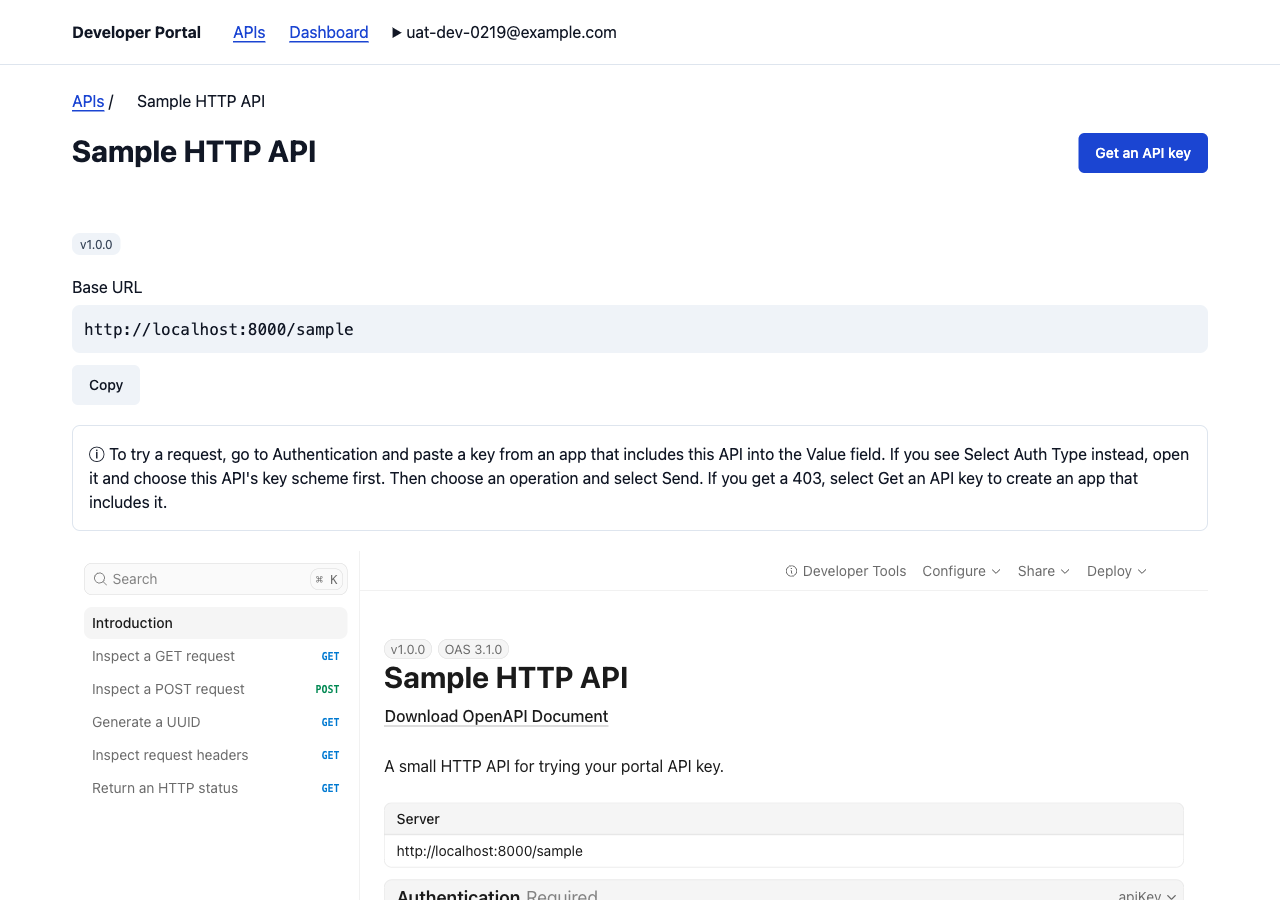 Developer Portal APIs Dashboard ▶ uat-dev-0219@example.com
APIs / Sample HTTP API
Sample HTTP API
Get an API key
v1.0.0
Base URL
http://localhost:8000/sample
Copy
ⓘ To try a request, go to Authentication and paste a key from an app that includes this API into the Value field. If you see Select Auth Type instead, open
it and choose this API's key scheme first. Then choose an operation and select Send. If you get a 403, select Get an API key to create an app that
includes it.
Search ⌘ K
Introduction
Inspect a GET request GET
Inspect a POST request POST
Generate a UUID GET
Inspect request headers GET
Return an HTTP status GET
Developer Tools Configure Share Deploy
v1.0.0 OAS 3.1.0
Sample HTTP API
Download OpenAPI Document
A small HTTP API for trying your portal API key.
Server
http://localhost:8000/sample
Authentication Required apiKey